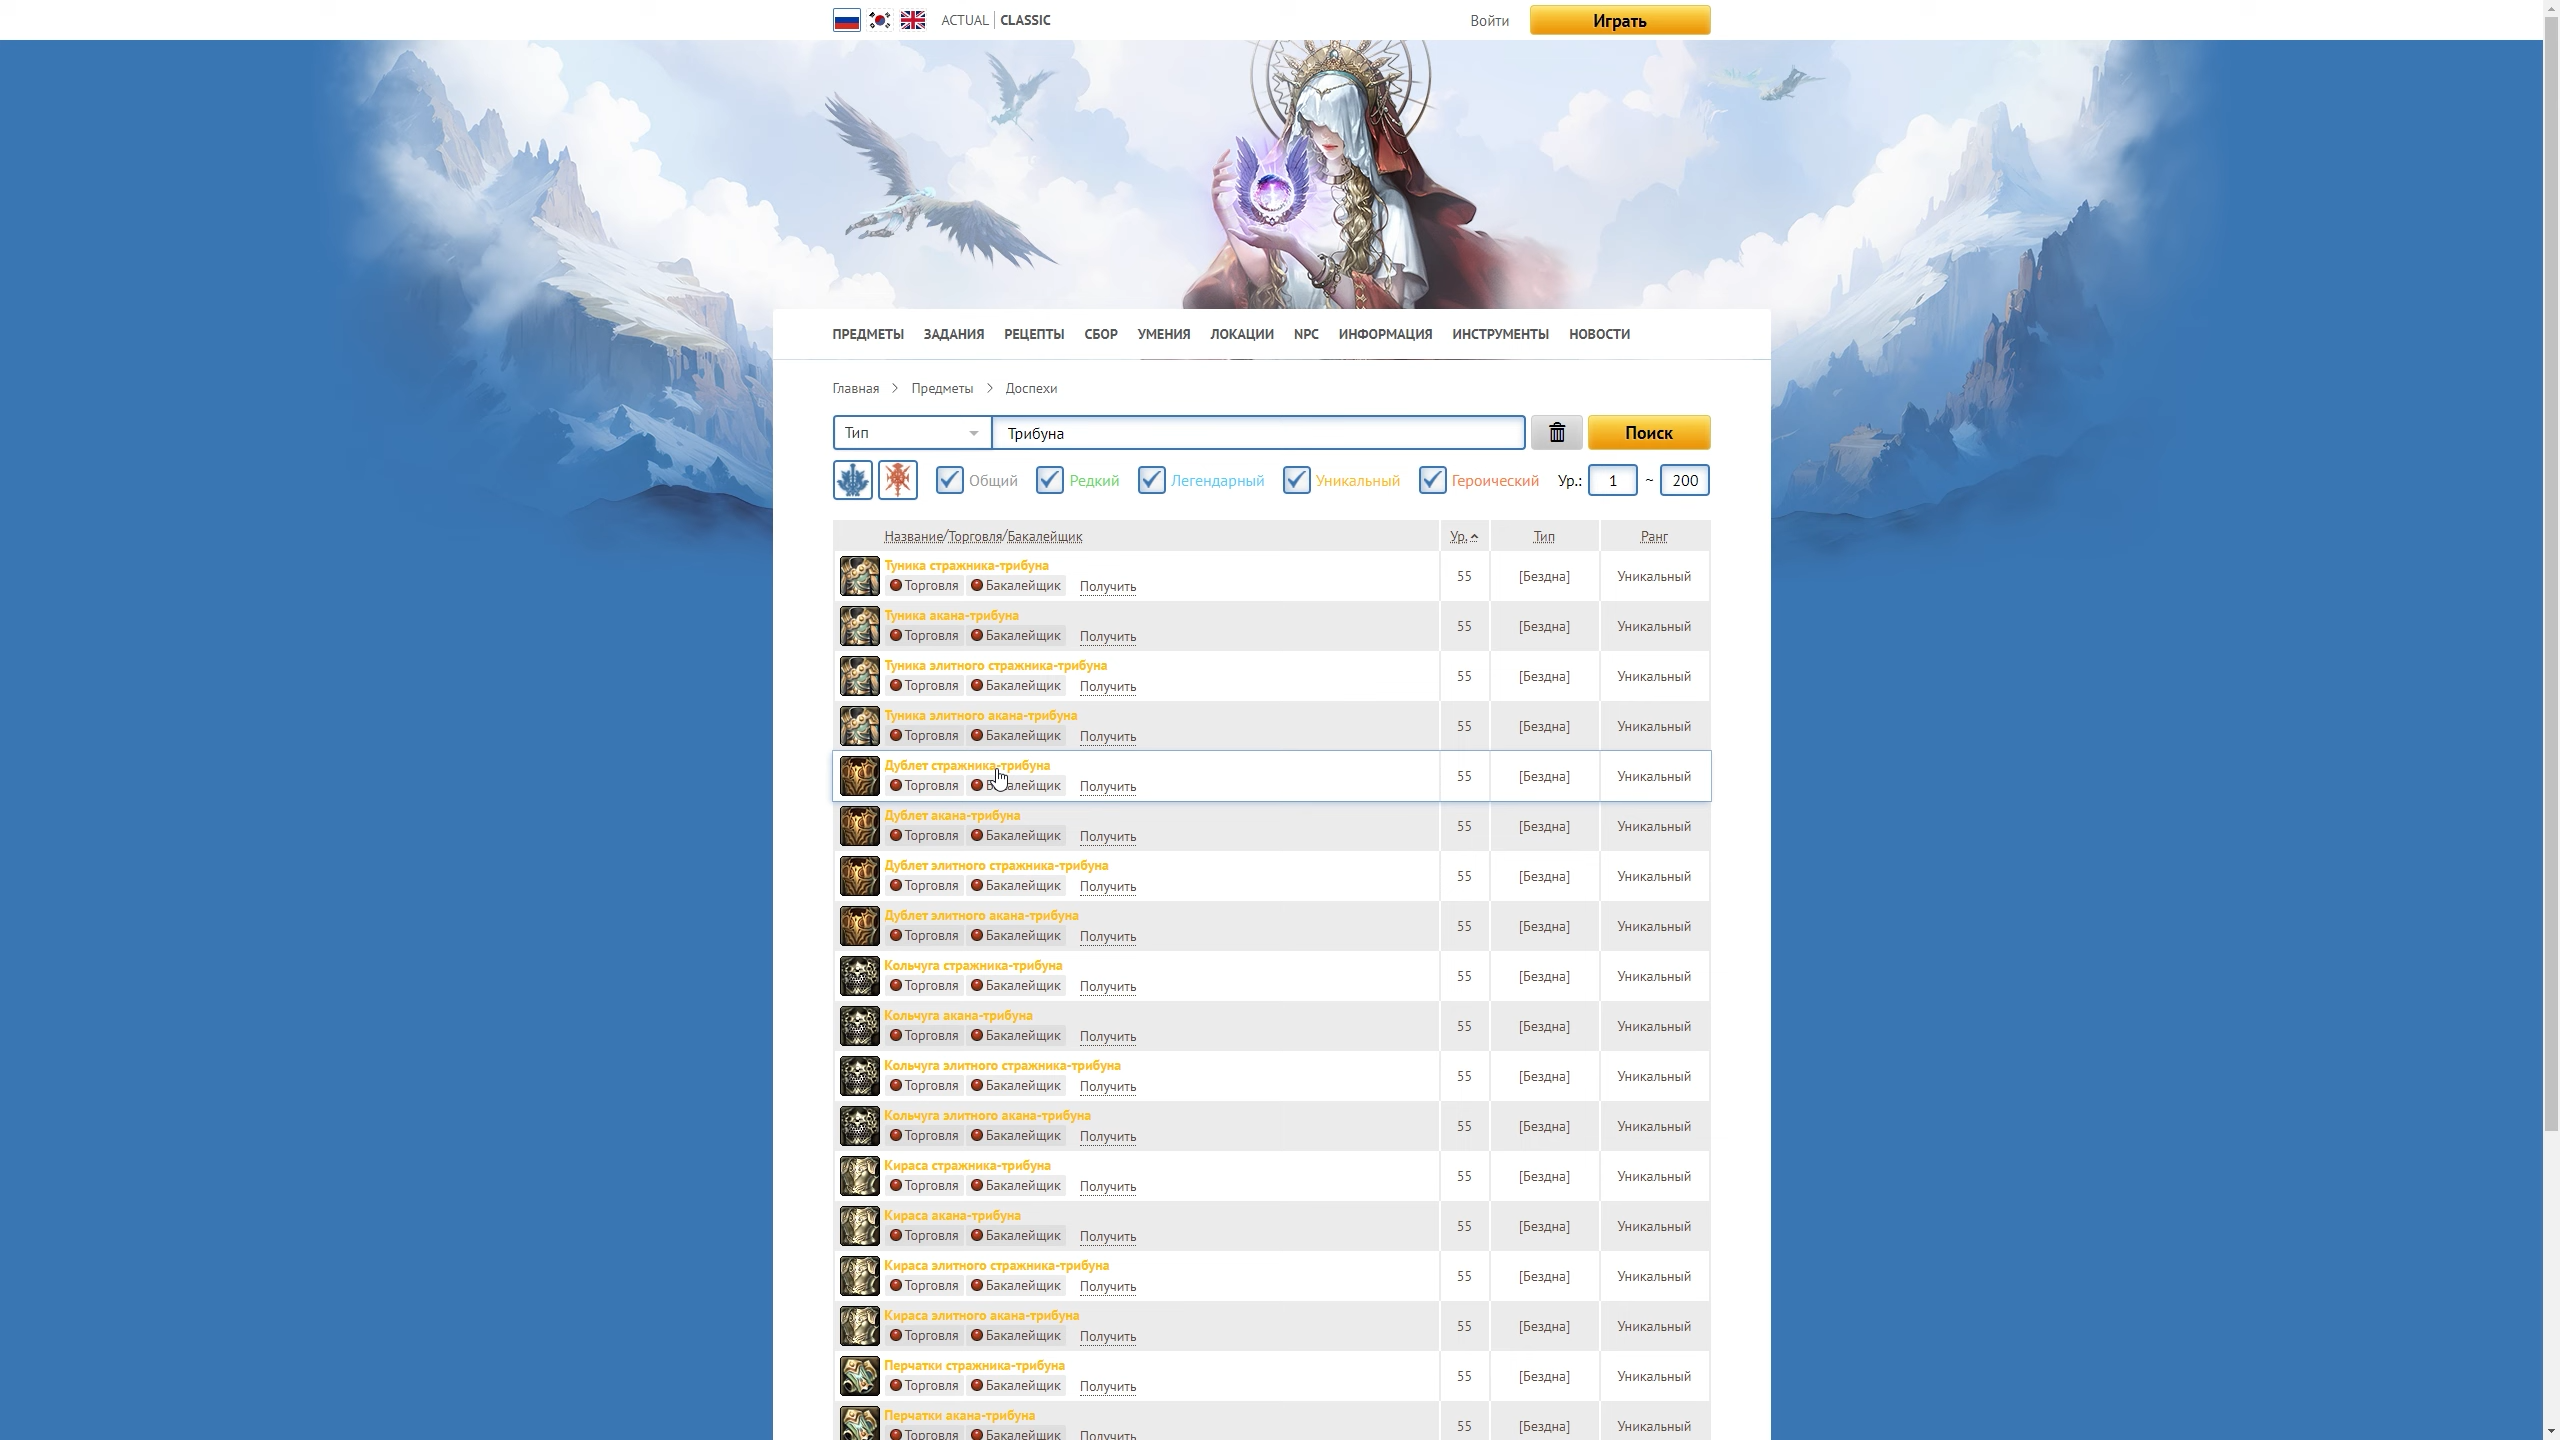 ACTUAL CLASSIC Войти Играть
ПРЕДМЕТЫ ЗАДАНИЯ РЕЦЕПТЫ СБОР УМЕНИЯ ЛОКАЦИИ NPC ИНФОРМАЦИЯ ИНСТРУМЕНТЫ НОВОСТИ
Главная > Предметы > Доспехи
Тип Трибуна Поиск
Общий Редкий Легендарный Уникальный Героический Ур.: 1 ~ 200
Название/Торговля/Бакалейщик Ур. Тип Ранг
Туника стражника-трибуна
Торговля Бакалейщик Получить 55 [Бездна] Уникальный
Туника акана-трибуна
Торговля Бакалейщик Получить 55 [Бездна] Уникальный
Туника элитного стражника-трибуна
Торговля Бакалейщик Получить 55 [Бездна] Уникальный
Туника элитного акана-трибуна
Торговля Бакалейщик Получить 55 [Бездна] Уникальный
Дублет стражника-трибуна
Торговля Бакалейщик Получить 55 [Бездна] Уникальный
Дублет акана-трибуна
Торговля Бакалейщик Получить 55 [Бездна] Уникальный
Дублет элитного стражника-трибуна
Торговля Бакалейщик Получить 55 [Бездна] Уникальный
Дублет элитного акана-трибуна
Торговля Бакалейщик Получить 55 [Бездна] Уникальный
Кольчуга стражника-трибуна
Торговля Бакалейщик Получить 55 [Бездна] Уникальный
Кольчуга акана-трибуна
Торговля Бакалейщик Получить 55 [Бездна] Уникальный
Кольчуга элитного стражника-трибуна
Торговля Бакалейщик Получить 55 [Бездна] Уникальный
Кольчуга элитного акана-трибуна
Торговля Бакалейщик Получить 55 [Бездна] Уникальный
Кираса стражника-трибуна
Торговля Бакалейщик Получить 55 [Бездна] Уникальный
Кираса акана-трибуна
Торговля Бакалейщик Получить 55 [Бездна] Уникальный
Кираса элитного стражника-трибуна
Торговля Бакалейщик Получить 55 [Бездна] Уникальный
Кираса элитного акана-трибуна
Торговля Бакалейщик Получить 55 [Бездна] Уникальный
Перчатки стражника-трибуна
Торговля Бакалейщик Получить 55 [Бездна] Уникальный
Перчатки акана-трибуна
Торговля Бакалейщик Получить 55 [Бездна] Уникальный